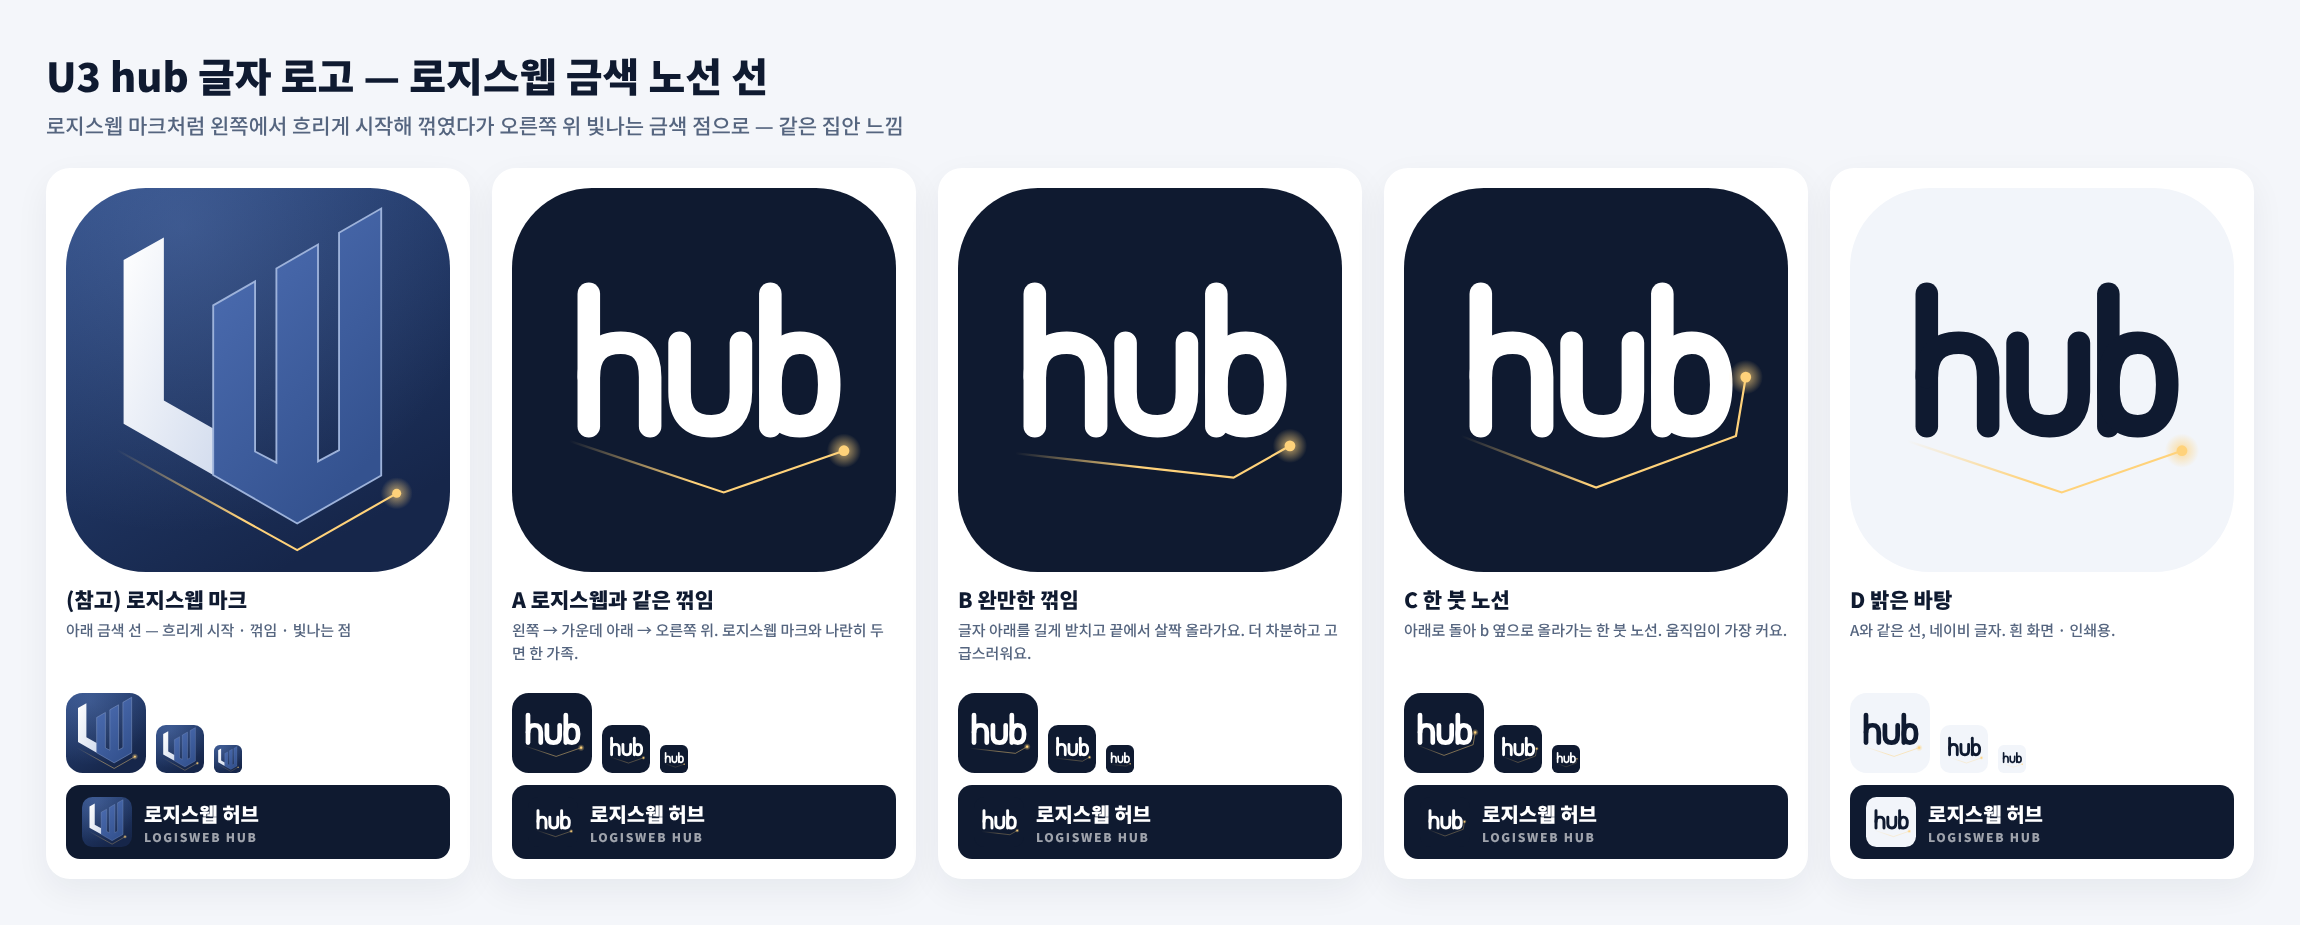 U3 hub 글자 로고 — 로지스웹 금색 노선 선
로지스웹 마크처럼 왼쪽에서 흐리게 시작해 꺾였다가 오른쪽 위 빛나는 금색 점으로 — 같은 집안 느낌
hub
hub
hub
hub
(참고) 로지스웹 마크
아래 금색 선 — 흐리게 시작 · 꺾임 · 빛나는 점
A 로지스웹과 같은 꺾임
왼쪽 → 가운데 아래 → 오른쪽 위. 로지스웹 마크와 나란히 두
면 한 가족.
B 완만한 꺾임
글자 아래를 길게 받치고 끝에서 살짝 올라가요. 더 차분하고 고
급스러워요.
C 한 붓 노선
아래로 돌아 b 옆으로 올라가는 한 붓 노선. 움직임이 가장 커요.
D 밝은 바탕
A와 같은 선, 네이비 글자. 흰 화면 · 인쇄용.
hub hub hub
hub hub hub
hub hub hub
hub hub hub
로지스웹 허브
LOGISWEB HUB
hub 로지스웹 허브
LOGISWEB HUB
hub 로지스웹 허브
LOGISWEB HUB
hub 로지스웹 허브
LOGISWEB HUB
hub 로지스웹 허브
LOGISWEB HUB